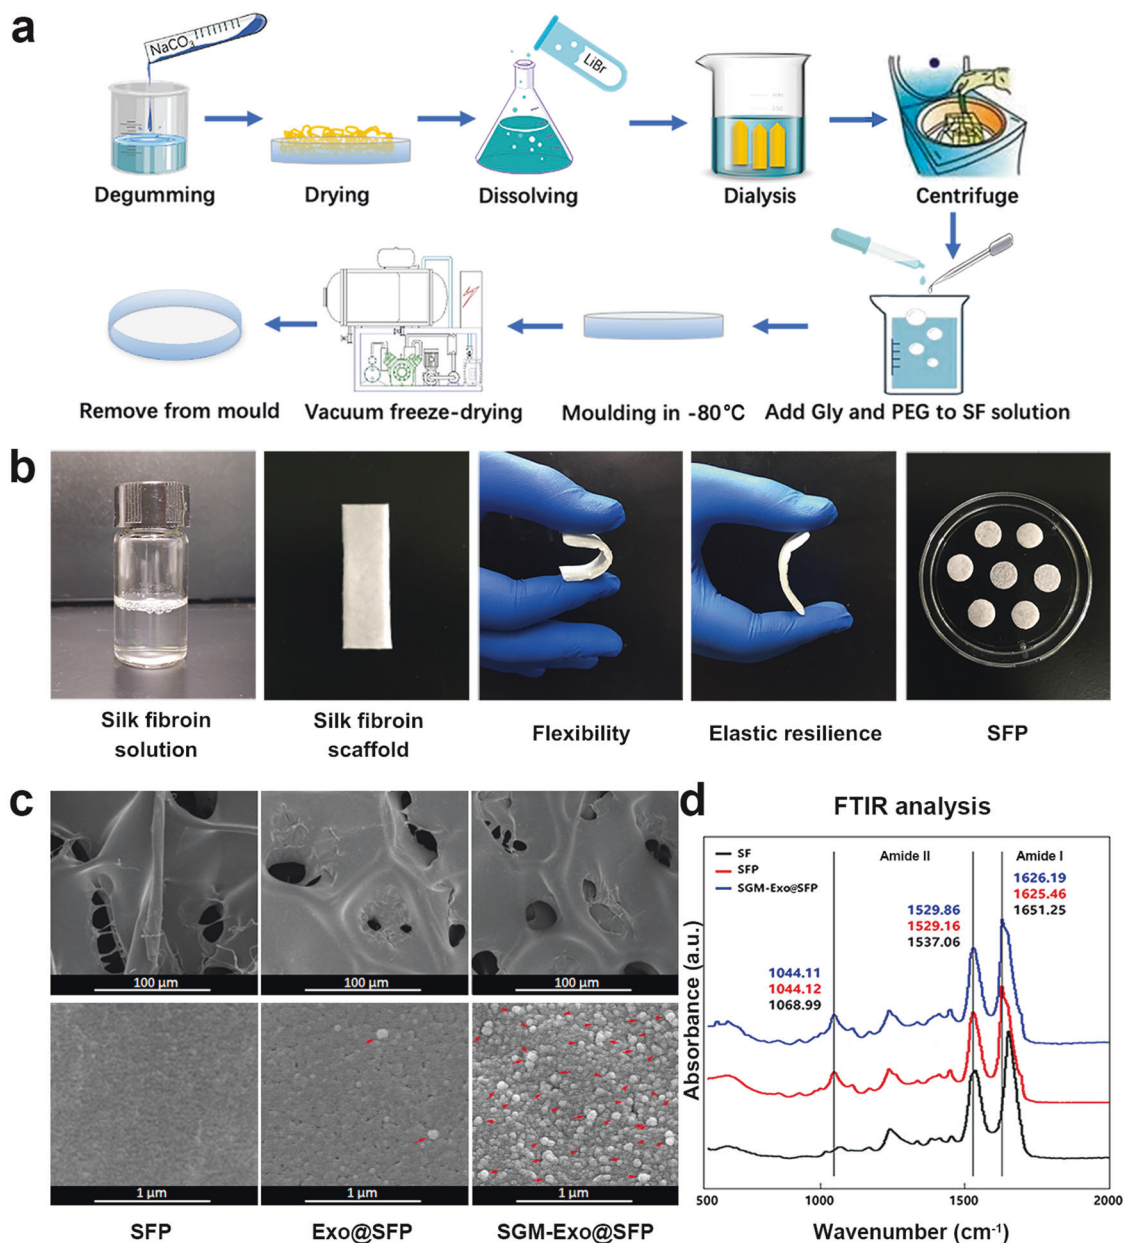 a
NaCO3
LiBr
Degumming
Drying
Dissolving
Dialysis
Centrifuge
Remove from mould
Vacuum freeze-drying
Moulding in -80°C
Add Gly and PEG to SF solution
b
Silk fibroin
solution
Silk fibroin
scaffold
Flexibility
Elastic resilience
SFP
c
100 µm
100 µm
100 µm
1 µm
1 µm
1 µm
SFP
Exo@SFP
SGM-Exo@SFP
d
FTIR analysis
SF
SFP
SGM-Exo@SFP
Amide II
Amide I
1626.19
1625.46
1651.25
1529.86
1529.16
1537.06
1044.11
1044.12
1068.99
Absorbance (a.u.)
500
1000
1500
2000
Wavenumber (cm-1)